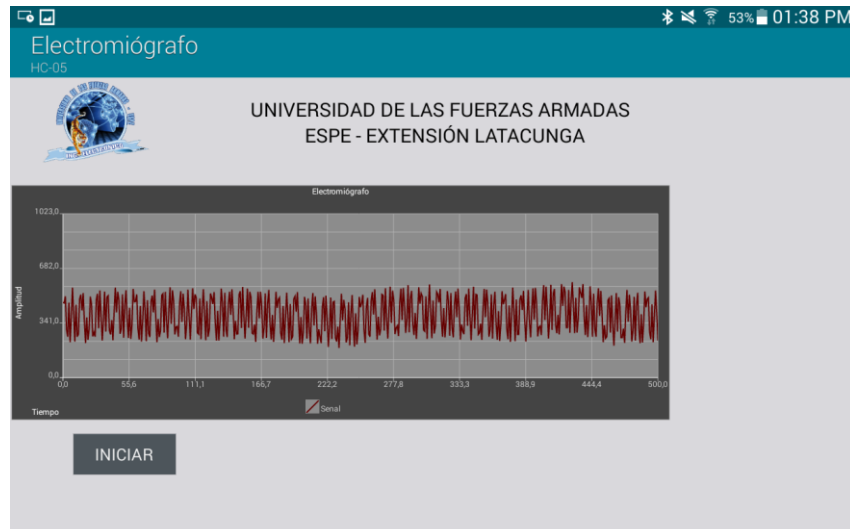 53% 01:38 PM
Electromiógrafo
HC-05
UNIVERSIDAD DE LAS FUERZAS ARMADAS
ESPE - EXTENSIÓN LATACUNGA
Electromiógrafo
1023,0
682,0
Amplitud
341,0
0,0
0,0 55,6 111,1 166,7 222,2 277,8 333,3 388,9 444,4 500,0
Tiempo
Senal
INICIAR